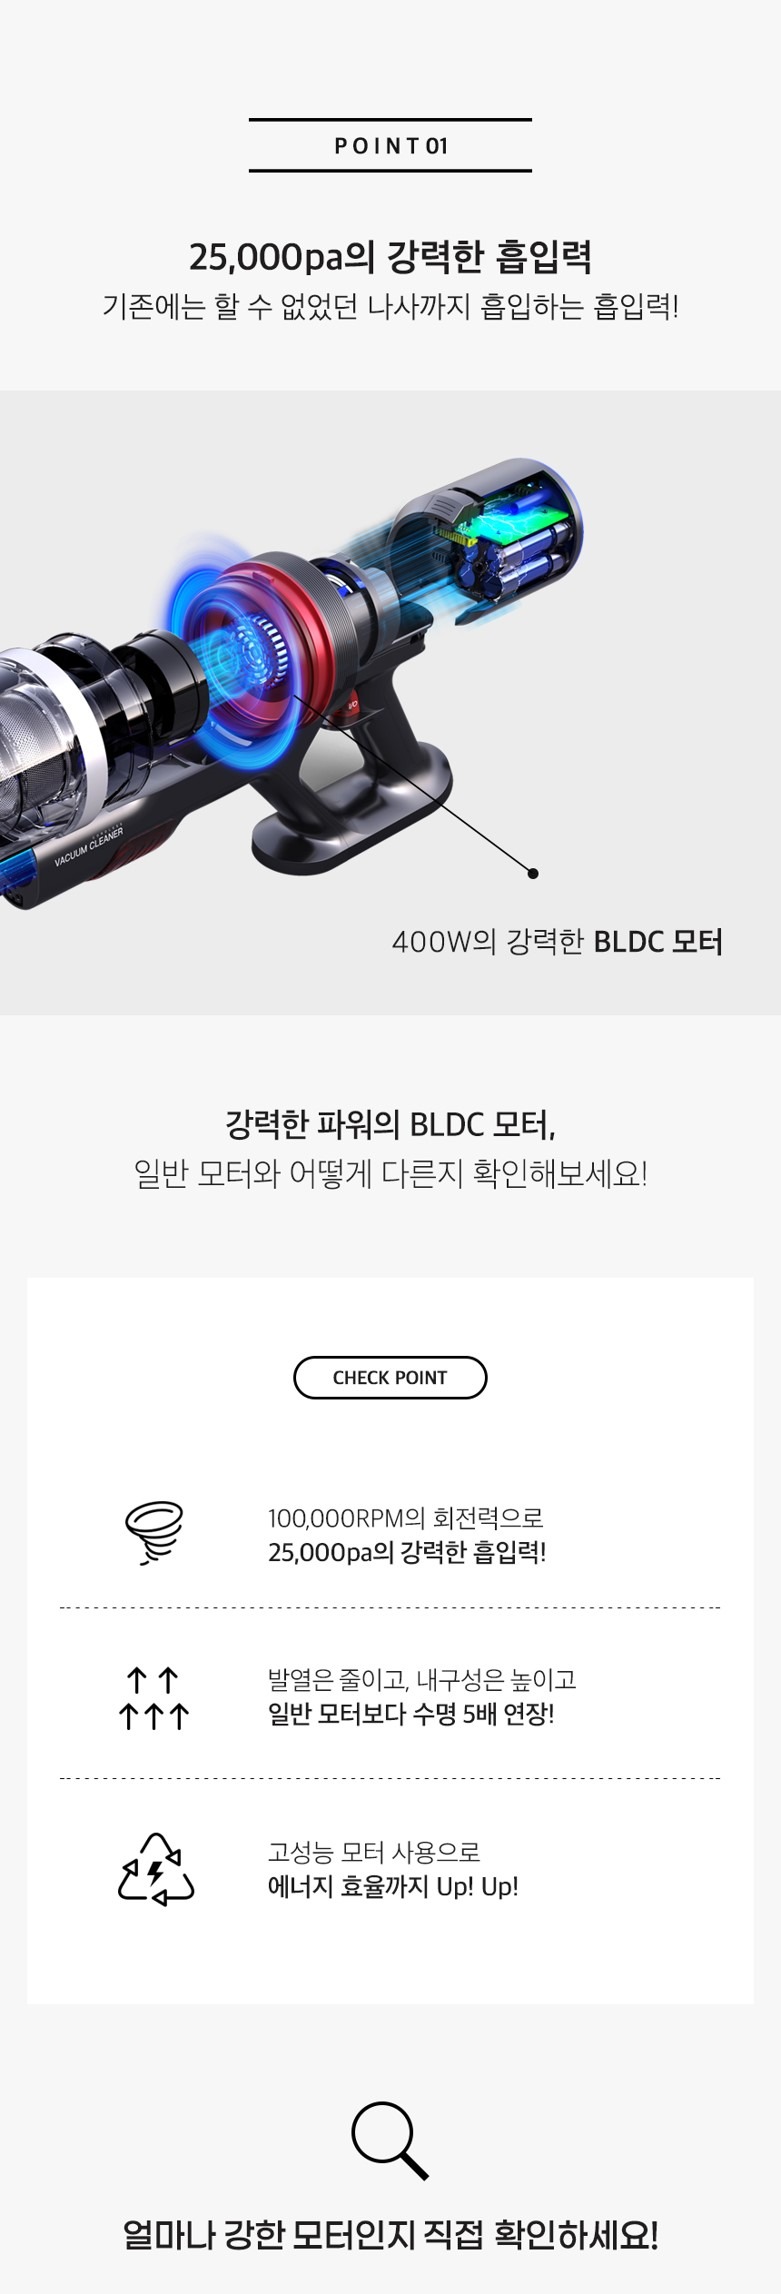 POINT 01
25,000pa의 강력한 흡입력
기존에는 할 수 없었던 나사까지 흡입하는 흡입력!
I/O
CORDLESS
VACUUM CLEANER
400W의 강력한 BLDC 모터
강력한 파워의 BLDC 모터,
일반 모터와 어떻게 다른지 확인해보세요!
CHECK POINT
100,000RPM의 회전력으로
25,000pa의 강력한 흡입력!
발열은 줄이고, 내구성은 높이고
일반 모터보다 수명 5배 연장!
고성능 모터 사용으로
에너지 효율까지 Up! Up!
얼마나 강한 모터인지 직접 확인하세요!